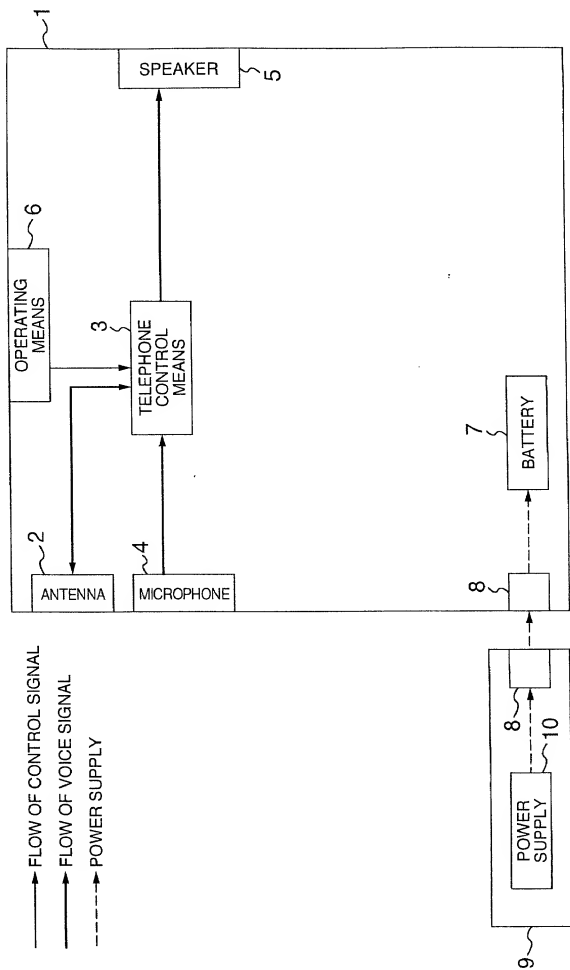 FLOW OF CONTROL SIGNAL
FLOW OF VOICE SIGNAL
POWER SUPPLY
1
2
ANTENNA
6
OPERATING
MEANS
4
MICROPHONE
3
TELEPHONE
CONTROL
MEANS
SPEAKER
5
9
POWER
SUPPLY
10
8
8
7
BATTERY